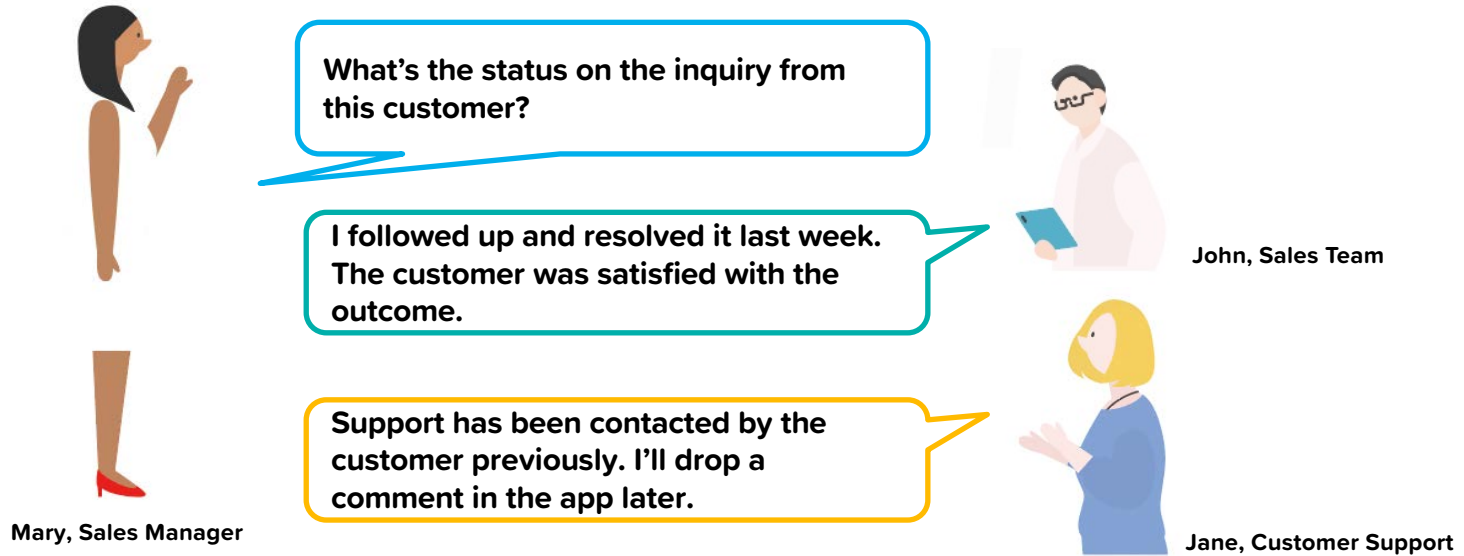 What’s the status on the inquiry from
this customer?
I followed up and resolved it last week.
The customer was satisfied with the
outcome.
John, Sales Team
Support has been contacted by the
customer previously. I’ll drop a
comment in the app later.
Mary, Sales Manager
Jane, Customer Support